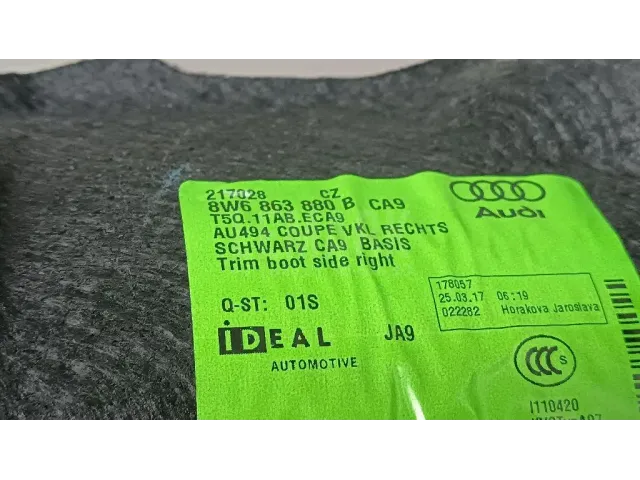 217028 CZ
8W6 863 880 B CA9
T5Q.11AB.ECA9
AU494 COUPE VKL RECHTS
SCHWARZ CA9 BASIS
Trim boot side right
Audi
Q-ST: 01S
178057
25.03.17 06:19
022282 Horakova Jaroslava
iDEAL
AUTOMOTIVE
JA9
CCC S
I110420